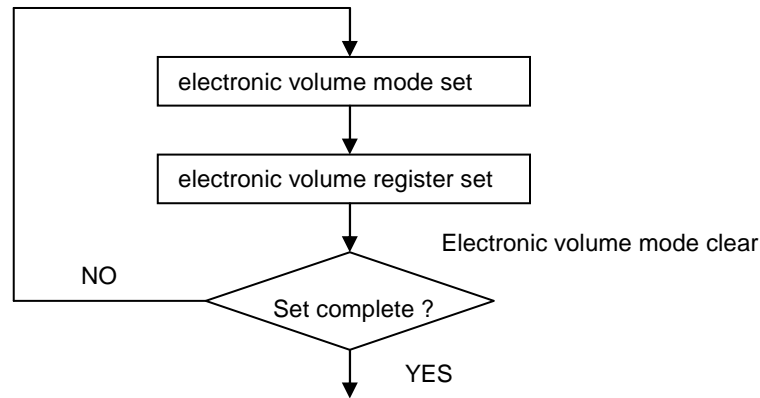 electronic volume mode set
electronic volume register set
Electronic volume mode clear
NO
Set complete ?
YES